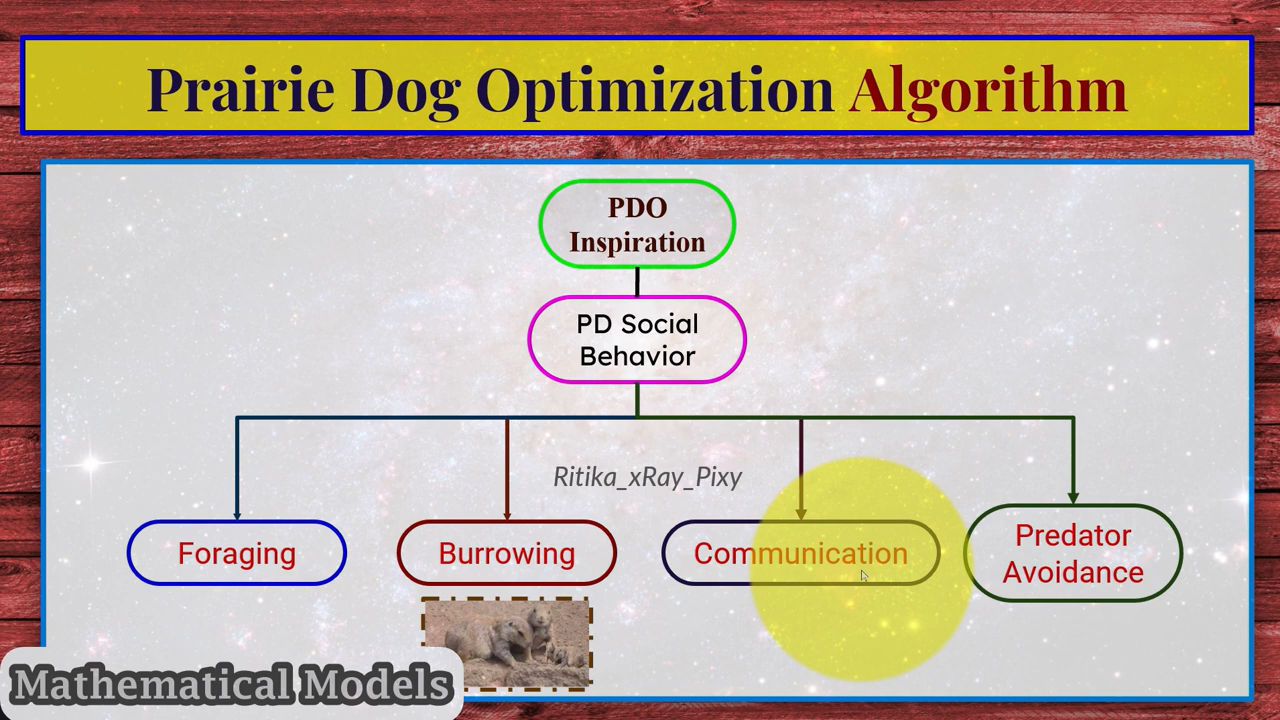 Prairie Dog Optimization Algorithm
PDO
Inspiration
PD Social
Behavior
Ritika_xRay_Pixy
Foraging
Burrowing
Communication
Predator
Avoidance
Mathematical Models